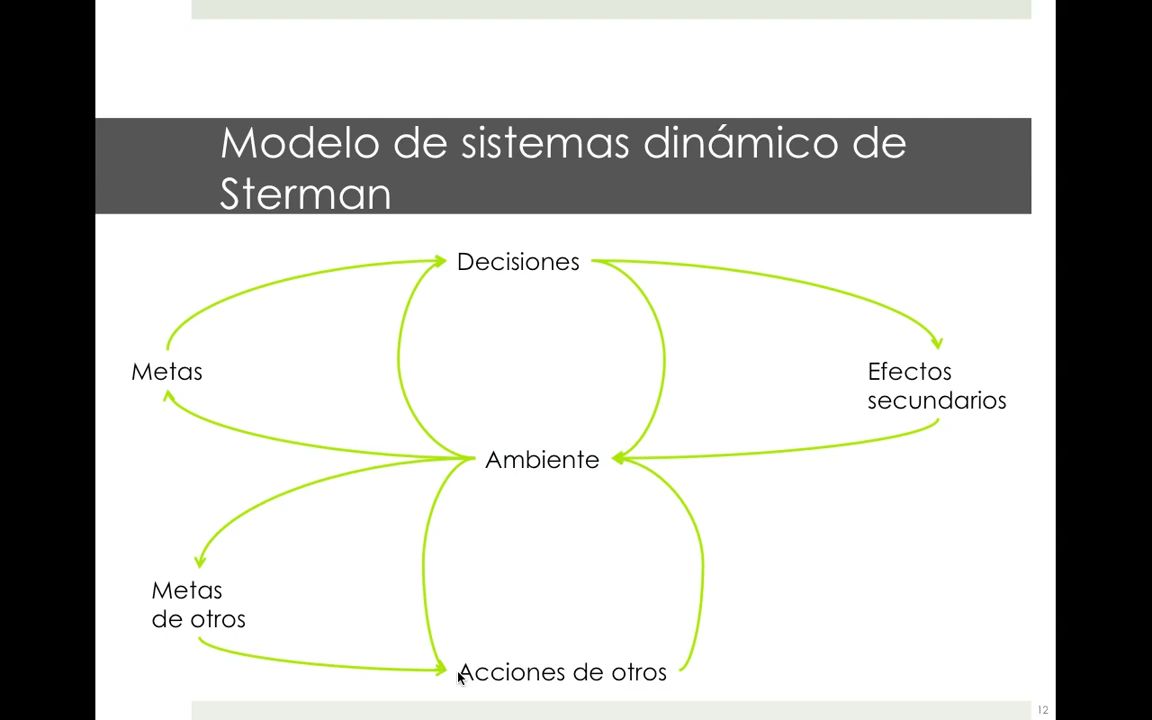 Modelo de sistemas dinámico de
Sterman
Decisiones
Metas
Efectos
secundarios
Ambiente
Metas
de otros
Acciones de otros
12